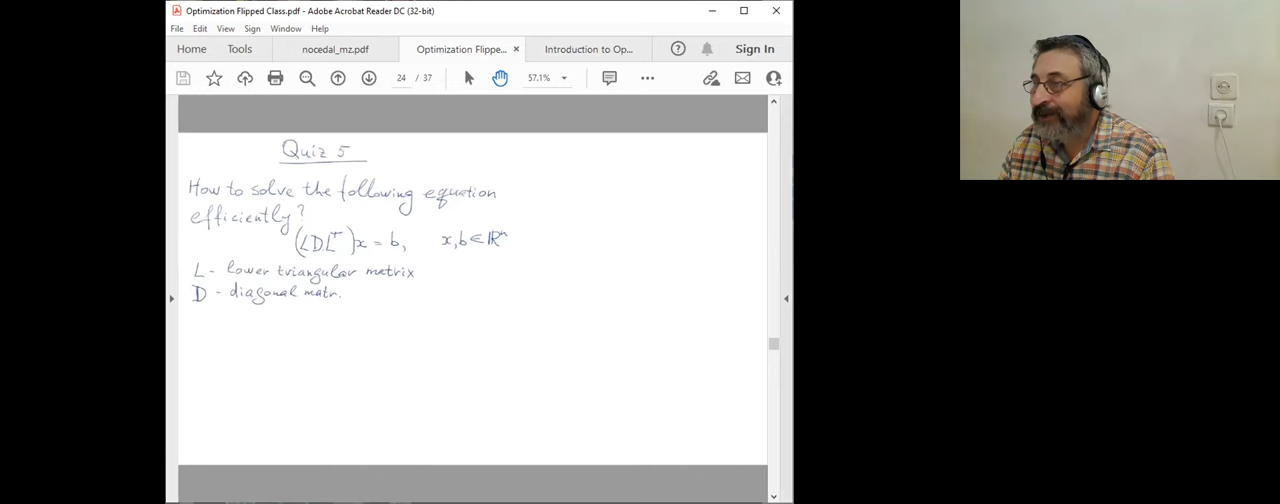 Optimization Flipped Class.pdf - Adobe Acrobat Reader DC (32-bit)
File Edit View Sign Window Help
Home Tools nocedal_mz.pdf Optimization Flippe... × Introduction to Op... Sign In
24 / 37 57.1%
Quiz 5
How to solve the following equation
efficiently?
(LDLᵀ)x = b, x,b ∈ ℝⁿ
L - lower triangular matrix
D - diagonal matr.